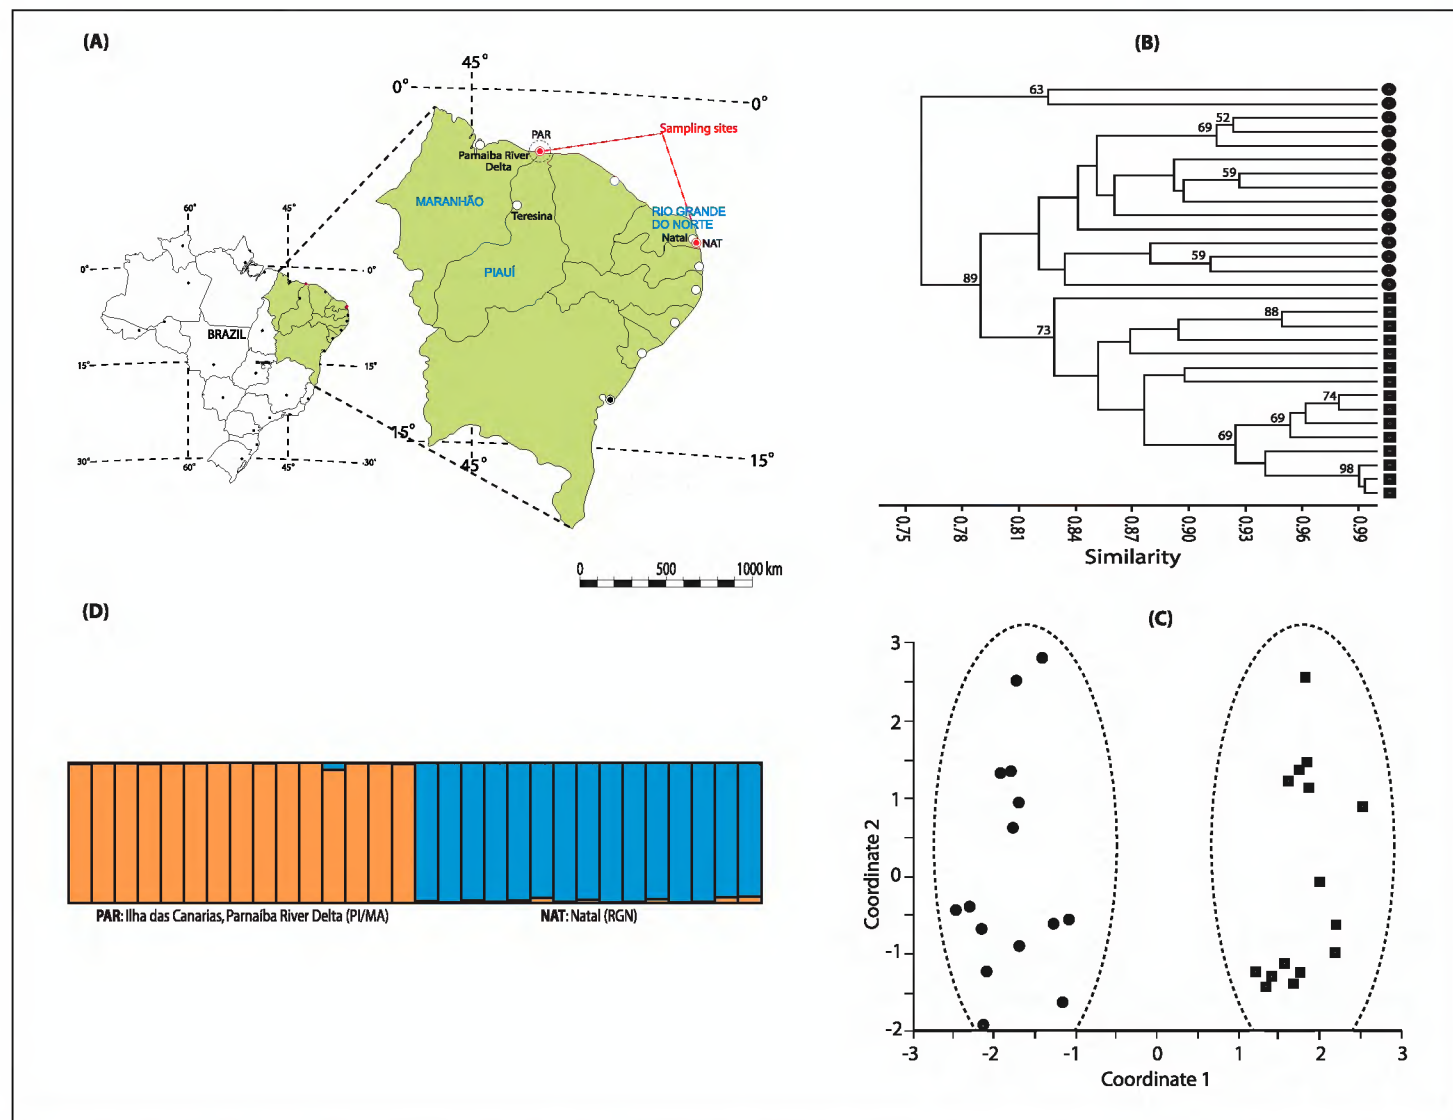 (A)
45°
0°
0°
PAR
Sampling sites
Parnaiba River
Delta
MARANHÃO
Teresina
RIO GRANDE
DO NORTE
Natal
NAT
PIAUÍ
60°
45°
0°
0°
BRAZIL
15°
15°
30°
60°
45°
30°
15°
45°
15°
0
500
1000 km
(B)
63
52
69
59
59
89
88
73
74
69
69
98
0.75
0.78
0.81
0.84
0.87
0.90
0.93
0.96
0.99
Similarity
(D)
PAR: Ilha das Canarias, Parnaíba River Delta (PI/MA)
NAT: Natal (RGN)
(C)
3
2
1
0
-1
-2
Coordinate 2
-3
-2
-1
0
1
2
3
Coordinate 1